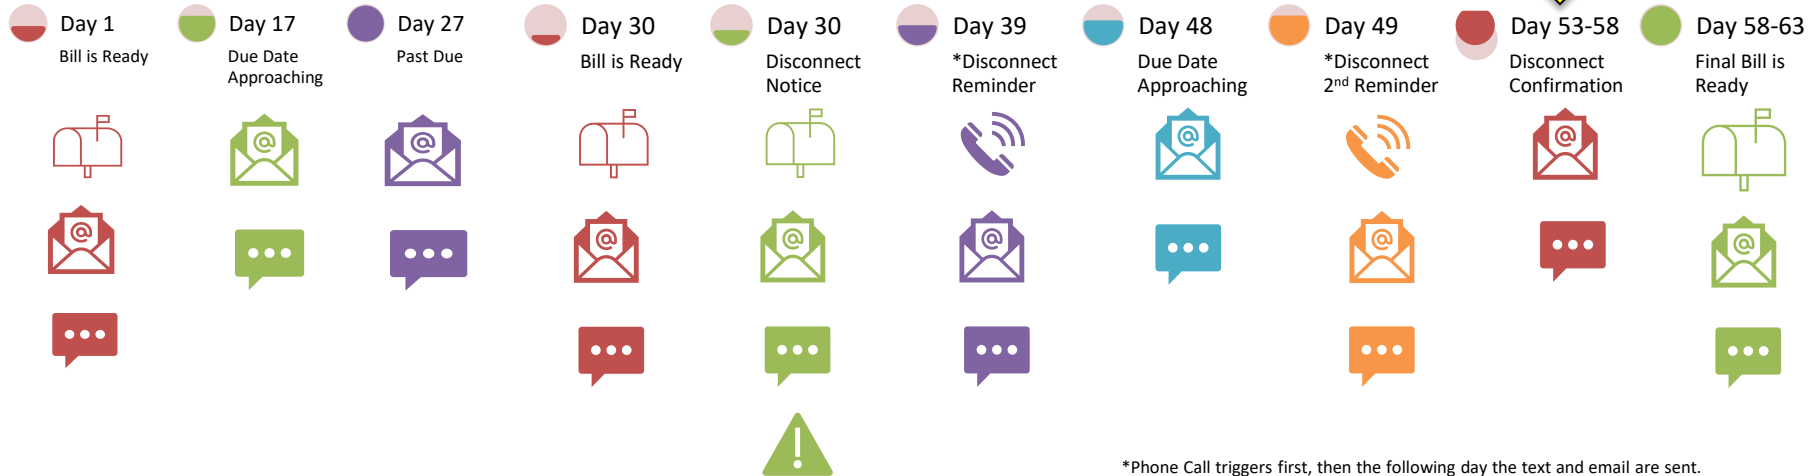 Day 1
Bill is Ready
Day 17
Due Date
Approaching
Day 27
Past Due
Day 30
Bill is Ready
Day 30
Disconnect
Notice
Day 39
*Disconnect
Reminder
Day 48
Due Date
Approaching
Day 49
*Disconnect
2nd Reminder
Day 53-58
Disconnect
Confirmation
Day 58-63
Final Bill is
Ready
*Phone Call triggers first, then the following day the text and email are sent.